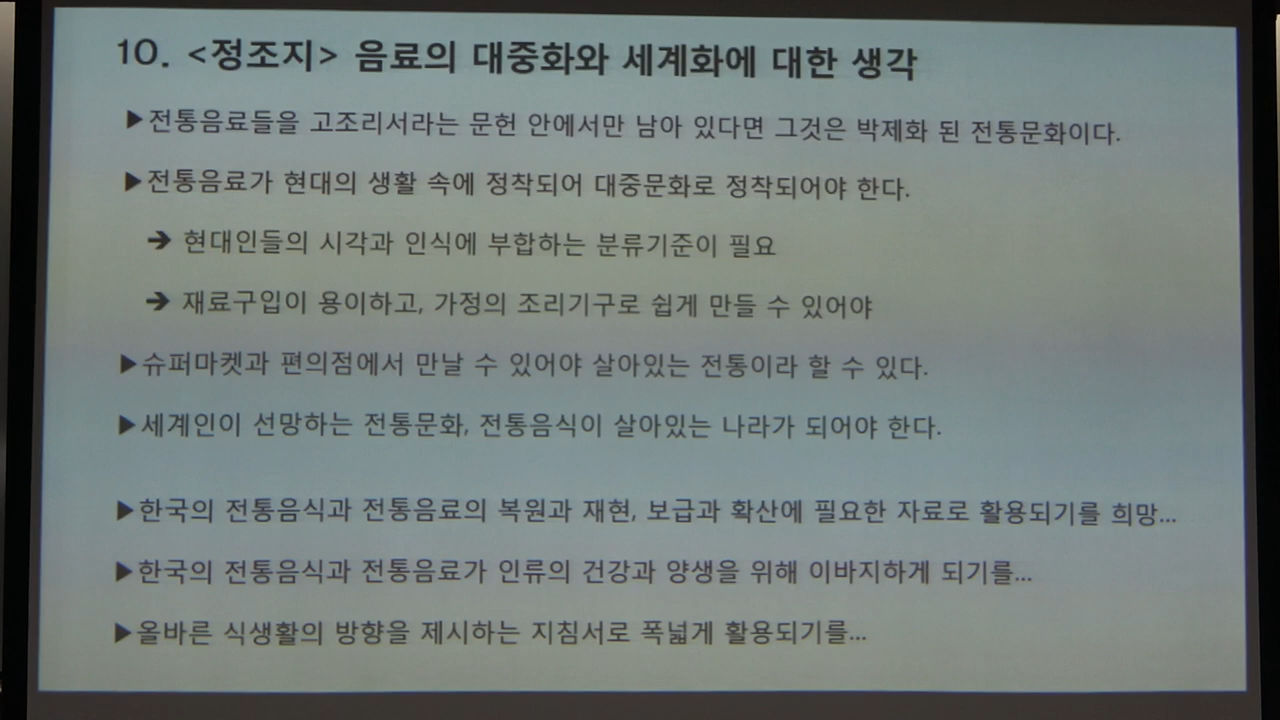 10. <정조지> 음료의 대중화와 세계화에 대한 생각
▶전통음료들을 고조리서라는 문헌 안에서만 남아 있다면 그것은 박제화 된 전통문화이다.
▶전통음료가 현대의 생활 속에 정착되어 대중문화로 정착되어야 한다.
➔ 현대인들의 시각과 인식에 부합하는 분류기준이 필요
➔ 재료구입이 용이하고, 가정의 조리기구로 쉽게 만들 수 있어야
▶슈퍼마켓과 편의점에서 만날 수 있어야 살아있는 전통이라 할 수 있다.
▶세계인이 선망하는 전통문화, 전통음식이 살아있는 나라가 되어야 한다.
▶한국의 전통음식과 전통음료의 복원과 재현, 보급과 확산에 필요한 자료로 활용되기를 희망...
▶한국의 전통음식과 전통음료가 인류의 건강과 양생을 위해 이바지하게 되기를...
▶올바른 식생활의 방향을 제시하는 지침서로 폭넓게 활용되기를...